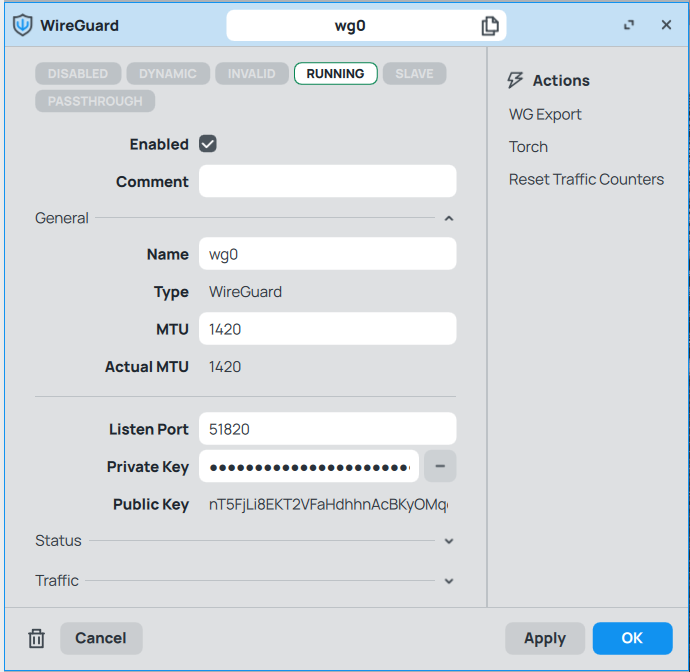 WireGuard
wg0
DISABLED DYNAMIC INVALID RUNNING SLAVE
PASSTHROUGH
Enabled
Comment
General
Name wg0
Type WireGuard
MTU 1420
Actual MTU 1420
Listen Port 51820
Private Key ●●●●●●●●●●●●●●●●●●●●●●●
Public Key nT5FjLi8EKT2VFaHdhhnAcBKyOMq
Status
Traffic
Actions
WG Export
Torch
Reset Traffic Counters
Cancel
Apply
OK